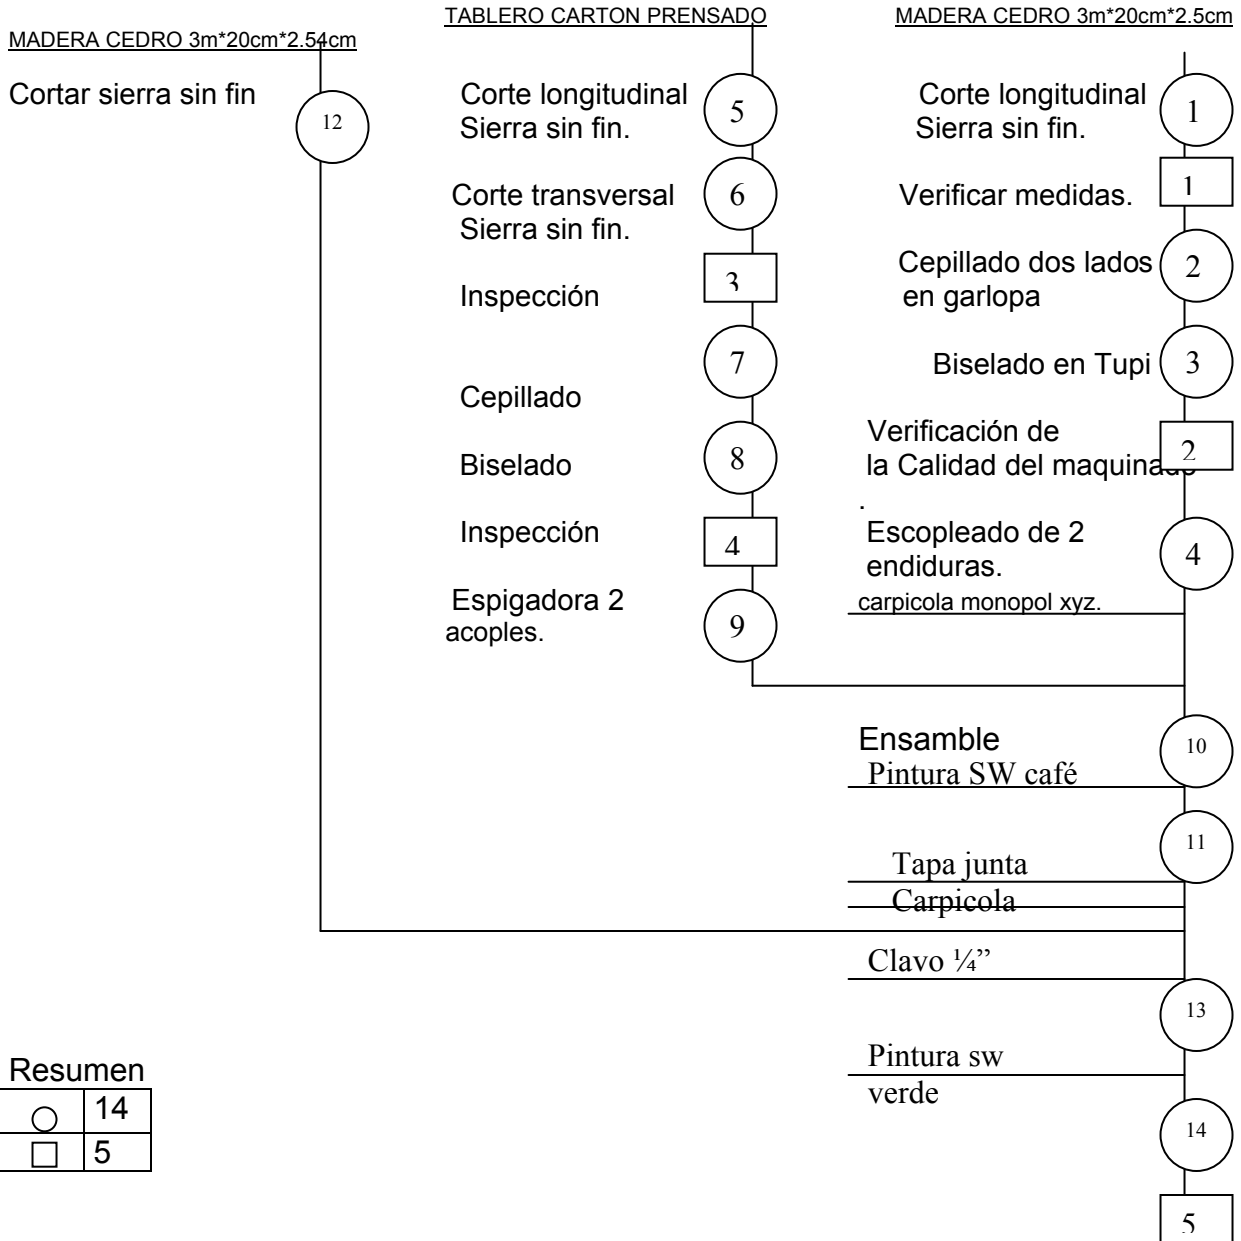 MADERA CEDRO 3m*20cm*2.54cm
Cortar sierra sin fin
12
TABLERO CARTON PRENSADO
Corte longitudinal
Sierra sin fin.
5
Corte transversal
Sierra sin fin.
6
Inspección
3
7
Cepillado
Biselado
8
Inspección
4
Espigadora 2
acoples.
9
MADERA CEDRO 3m*20cm*2.5cm
Corte longitudinal
Sierra sin fin.
1
Verificar medidas.
1
Cepillado dos lados
en garlopa
2
Biselado en Tupi
3
Verificación de
la Calidad del maquinado
.
2
Escopleado de 2
endiduras.
4
carpicola monopol xyz.
Ensamble
10
Pintura SW café
11
Tapa junta
Carpicola
Clavo ¼”
13
Pintura sw
verde
14
5
Resumen
14
5